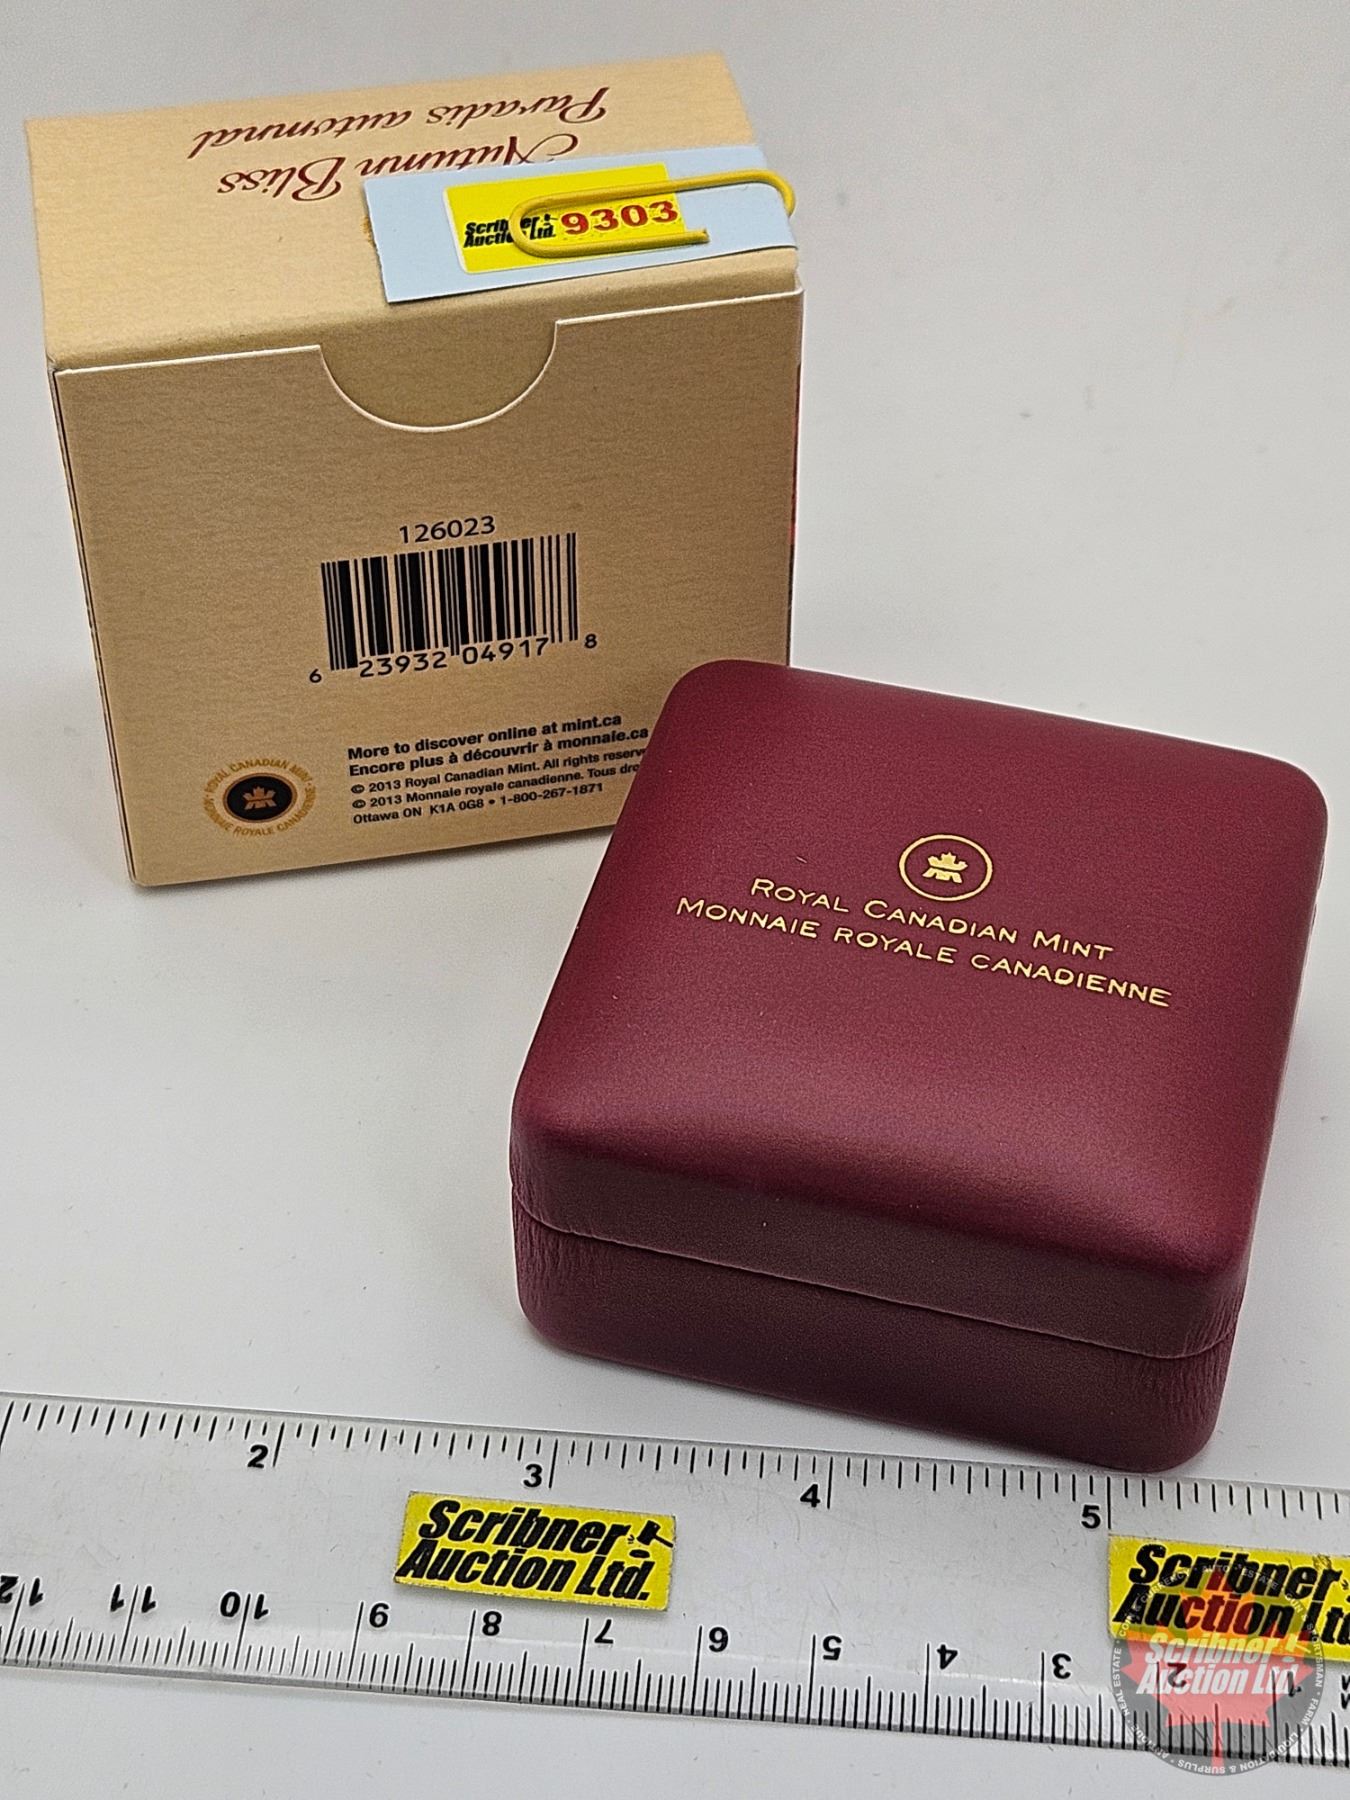 Autumn Bliss
Paradis automnal
Scribner
Auction Ltd.
9303
126023
6 23932 04917 8
More to discover online at mint.ca
Encore plus à découvrir à monnaie.ca
© 2013 Royal Canadian Mint. All rights reserv
© 2013 Monnaie royale canadienne. Tous dro
Ottawa ON K1A 0G8 • 1-800-267-1871
ROYAL CANADIAN MINT • MONNAIE ROYALE CANADIENNE •
ROYAL CANADIAN MINT
MONNAIE ROYALE CANADIENNE
2 3 4 5
Scribner
Auction Ltd.
Scribner
Auction Ltd
12 11 10 9 8 7 6 5 4 3 2 1
Scribner
Auction Ltd.